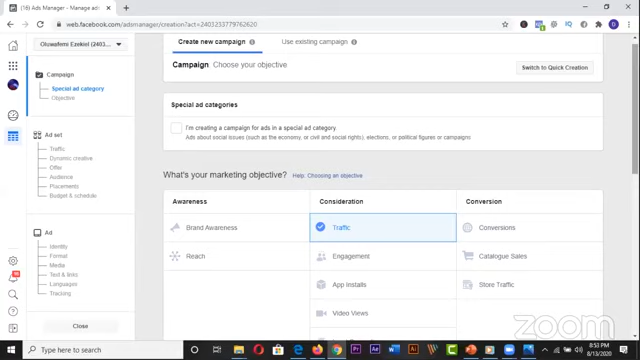 (16) Ads Manager - Manage ads
web.facebook.com/adsmanager/creation?act=24032337797​62620
Oluwafemi Ezekiel (2403...
Create new campaign
Use existing campaign
Campaign
Choose your objective
Switch to Quick Creation
Campaign
Special ad category
Objective
Ad set
Traffic
Dynamic creative
Offer
Audience
Placements
Budget & schedule
Ad
Identity
Format
Media
Text & links
Languages
Tracking
Close
Special ad categories
I'm creating a campaign for ads in a special ad category.
Ads about social issues (such as the economy, or civil and social rights), elections, or political figures or campaigns
What's your marketing objective?
Help: Choosing an objective
Awareness
Consideration
Conversion
Brand Awareness
Traffic
Conversions
Reach
Engagement
Catalogue Sales
App Installs
Store Traffic
Video Views
zoom
Type here to search
8:53 PM
8/13/2020